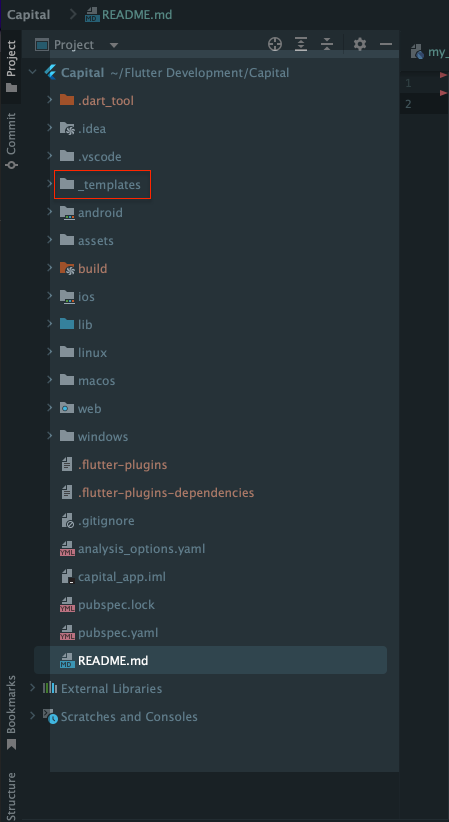 Capital README.md
Project
my_
Project
Capital ~/Flutter Development/Capital
1
.dart_tool
2
.idea
Commit
.vscode
_templates
android
assets
build
ios
lib
linux
macos
web
windows
.flutter-plugins
.flutter-plugins-dependencies
.gitignore
analysis_options.yaml
capital_app.iml
pubspec.lock
pubspec.yaml
README.md
External Libraries
Bookmarks
Scratches and Consoles
Structure